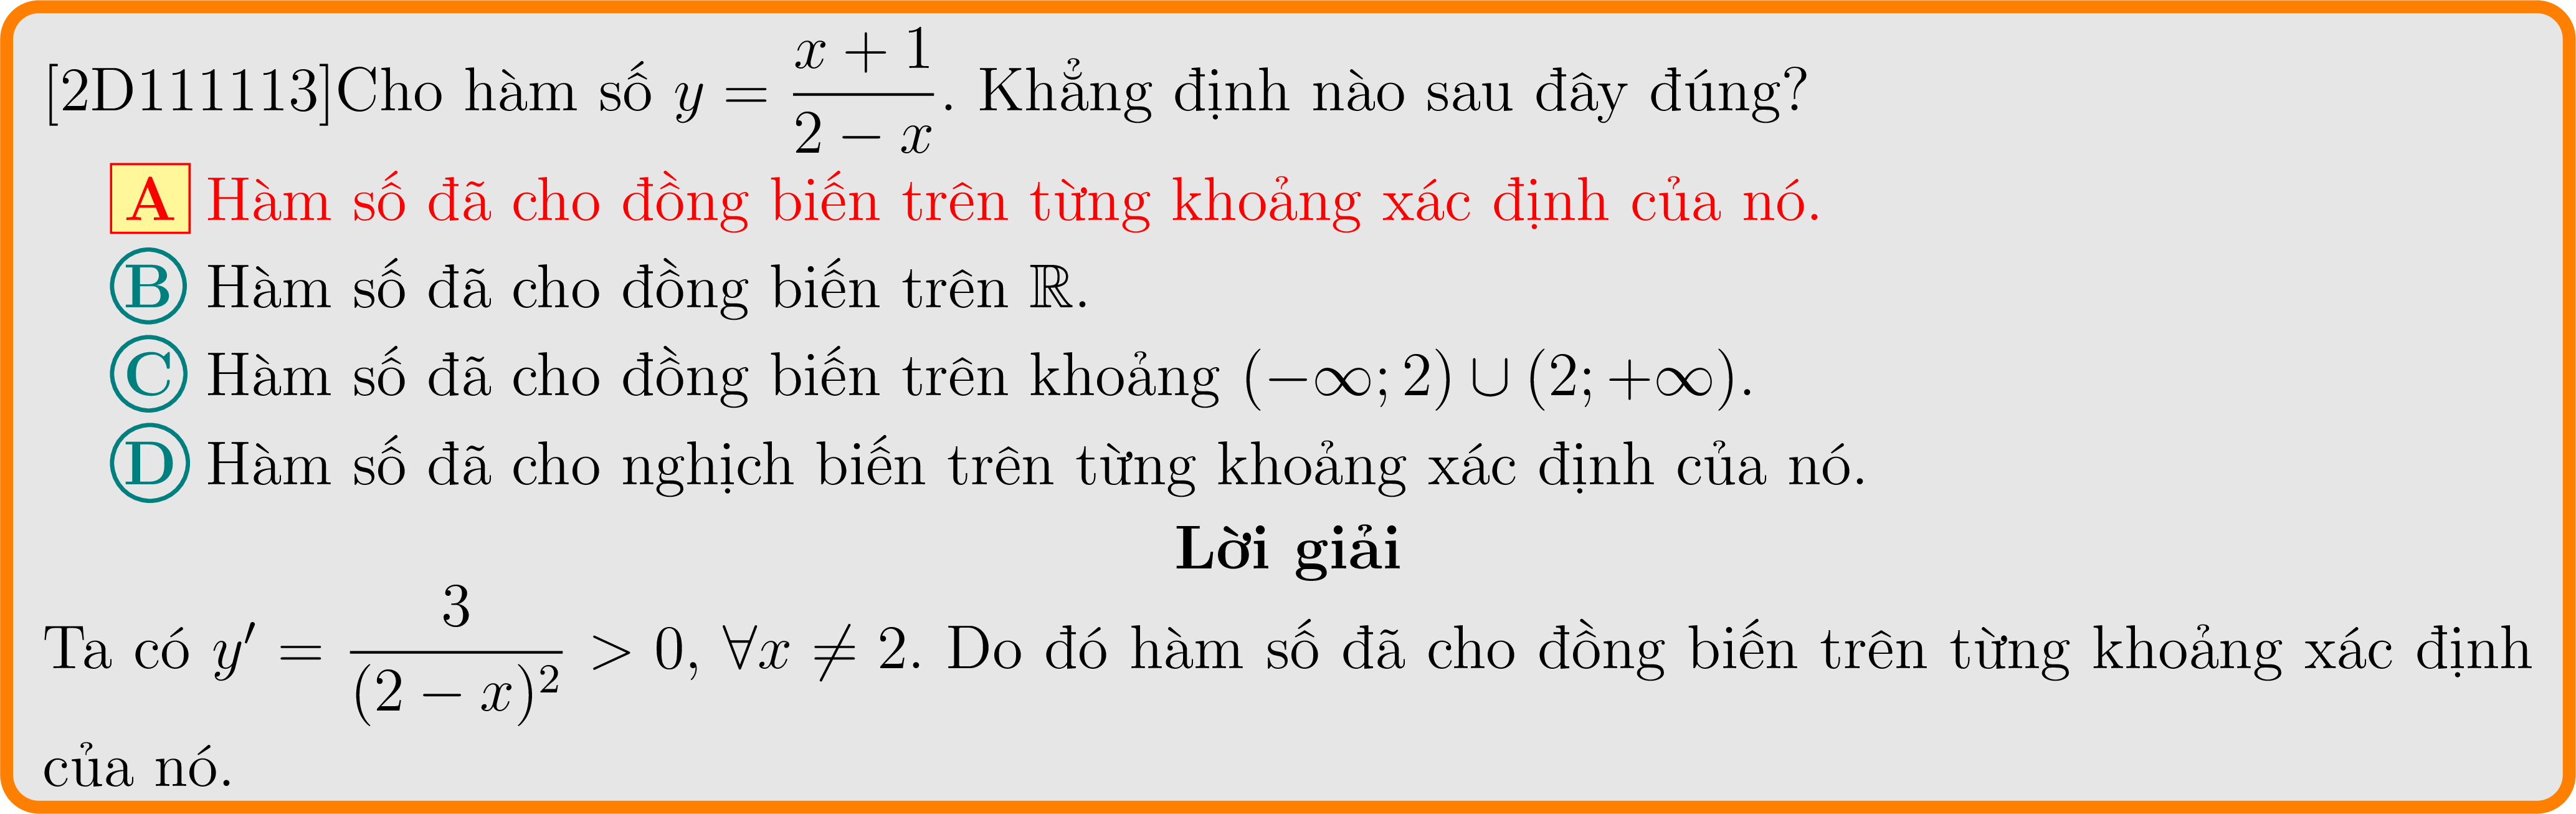 [2D111113]Cho hàm số $y = \dfrac{x+1}{2-x}$. Khẳng định nào sau đây đúng?
A Hàm số đã cho đồng biến trên từng khoảng xác định của nó.
B Hàm số đã cho đồng biến trên $\mathbb{R}$.
C Hàm số đã cho đồng biến trên khoảng $(-\infty; 2) \cup (2; +\infty)$.
D Hàm số đã cho nghịch biến trên từng khoảng xác định của nó.
Lời giải
Ta có $y' = \dfrac{3}{(2-x)^2} > 0, \forall x \neq 2$. Do đó hàm số đã cho đồng biến trên từng khoảng xác định
của nó.